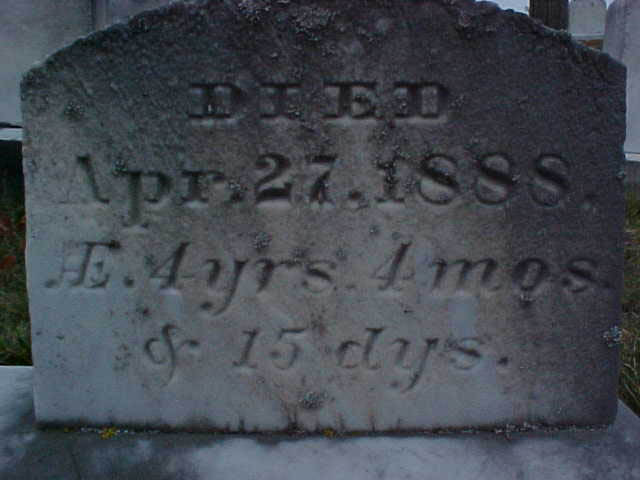 DIED
Apr. 27, 1888.
Æ. 4 yrs. 4 mos.
& 15 dys.